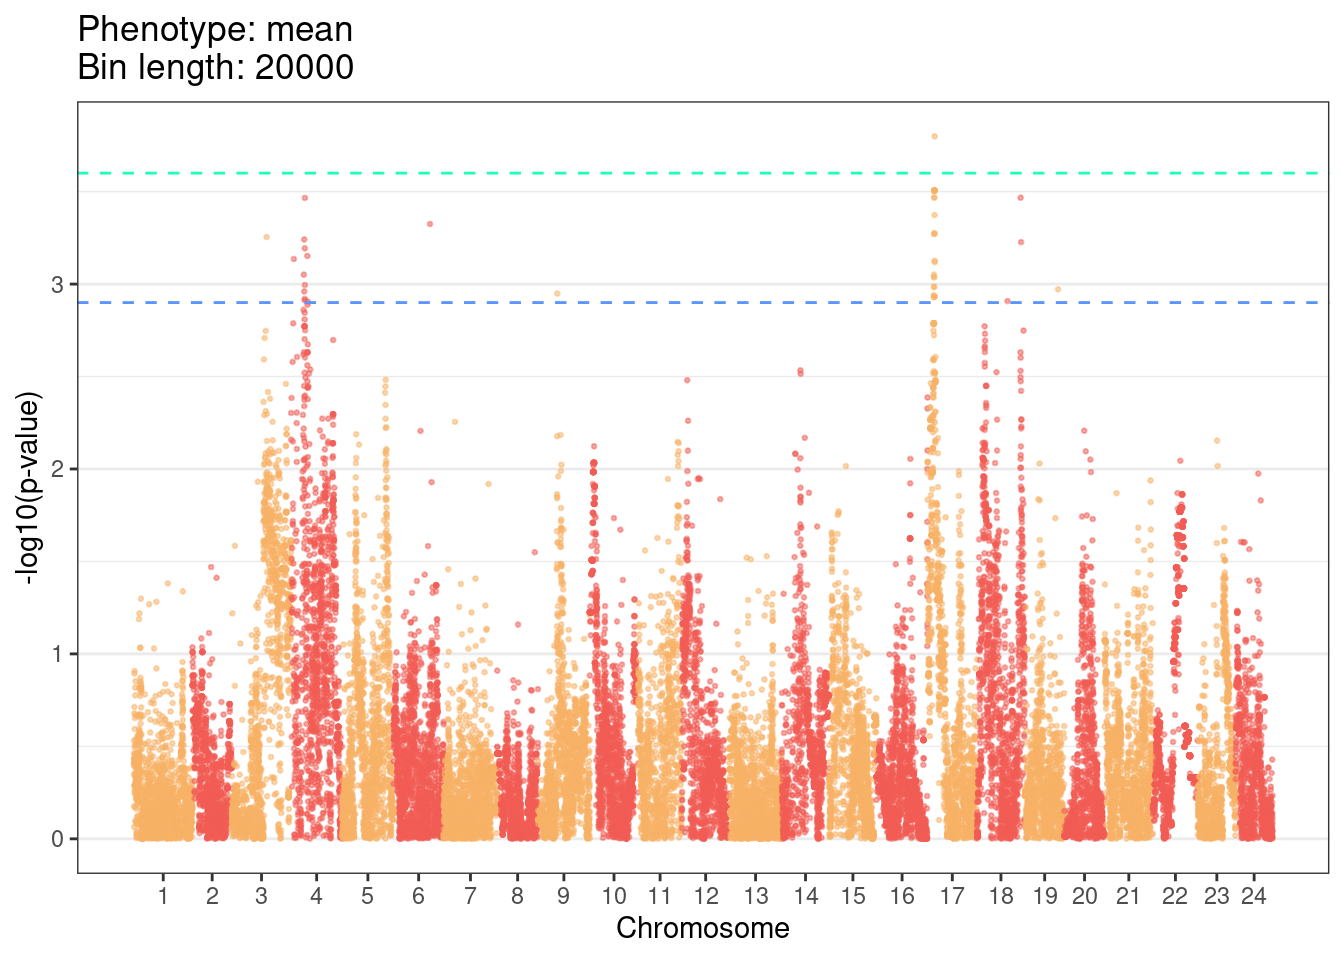 Phenotype: mean
Bin length: 20000
-log10(p-value)
3
2
1
0
1 2 3 4 5 6 7 8 9 10 11 12 13 14 15 16 17 18 19 20 21 22 23 24
Chromosome